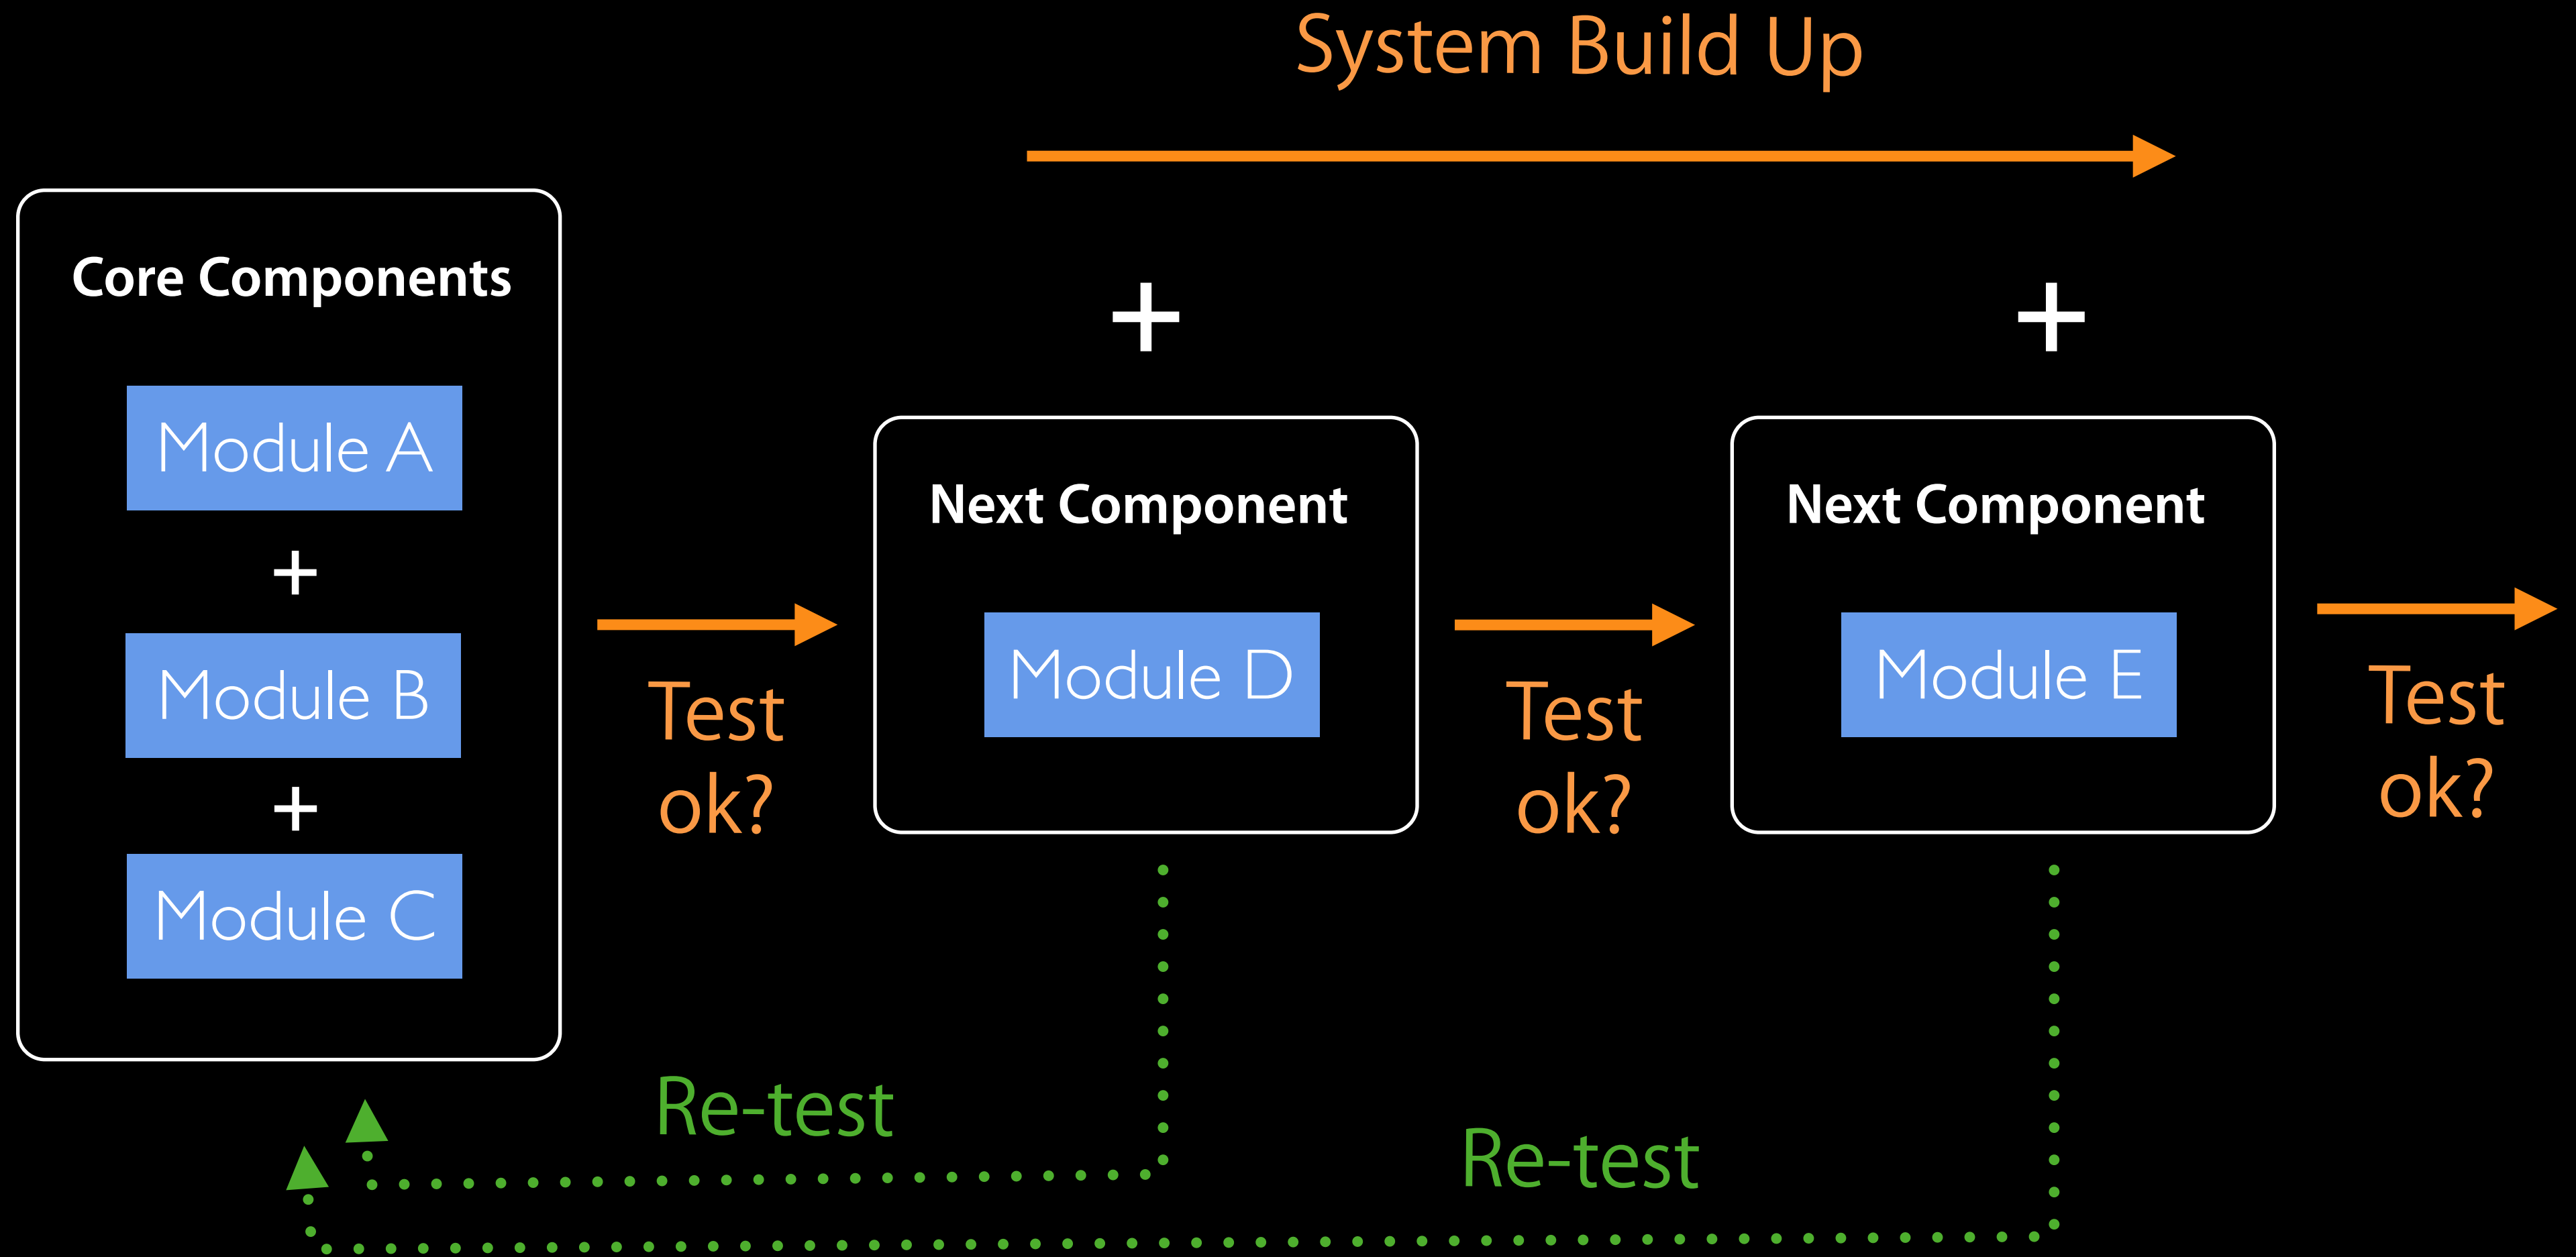 System Build Up
Core Components
Module A
+
Module B
+
Module C
Test
ok?
+
Next Component
Module D
Test
ok?
+
Next Component
Module E
Test
ok?
Re-test
Re-test